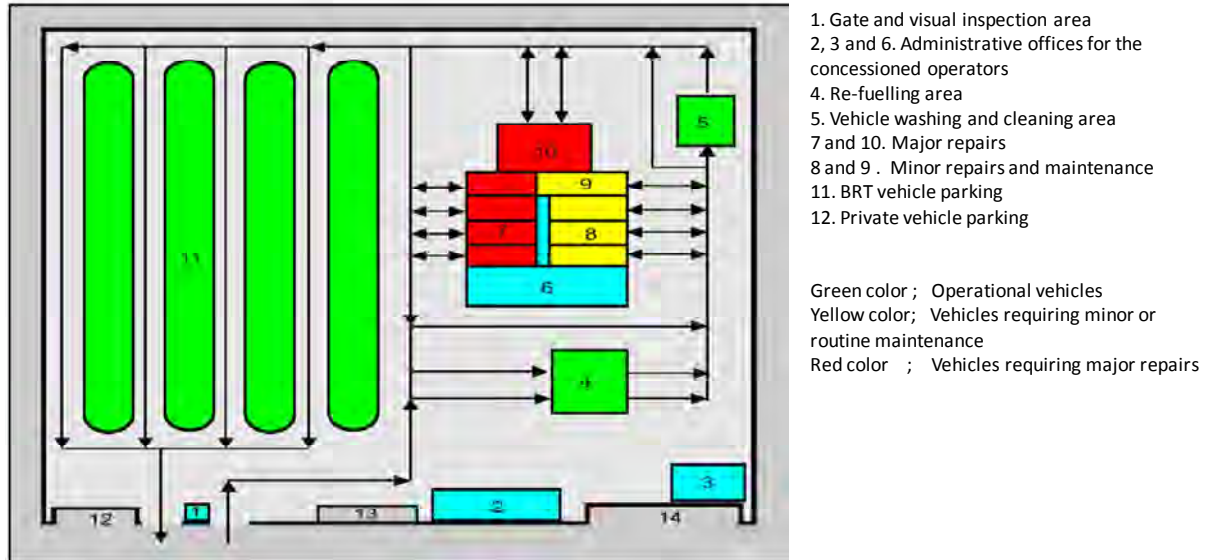 5
10
9
7
8
11
6
4
3
2
1
12
13
14
1. Gate and visual inspection area
2, 3 and 6. Administrative offices for the
concessioned operators
4. Re-fuelling area
5. Vehicle washing and cleaning area
7 and 10. Major repairs
8 and 9 . Minor repairs and maintenance
11. BRT vehicle parking
12. Private vehicle parking
Green color ; Operational vehicles
Yellow color; Vehicles requiring minor or
routine maintenance
Red color ; Vehicles requiring major repairs